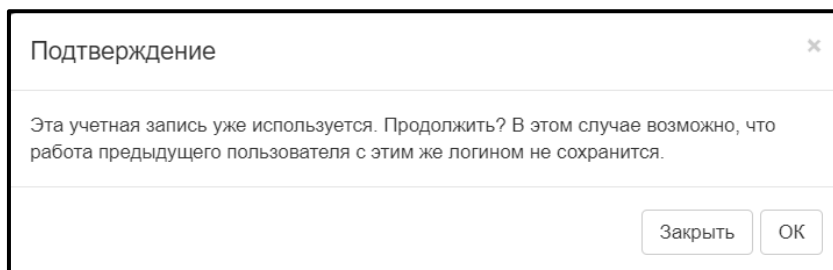 Подтверждение
×
Эта учетная запись уже используется. Продолжить? В этом случае возможно, что
работа предыдущего пользователя с этим же логином не сохранится.
Закрыть ОК